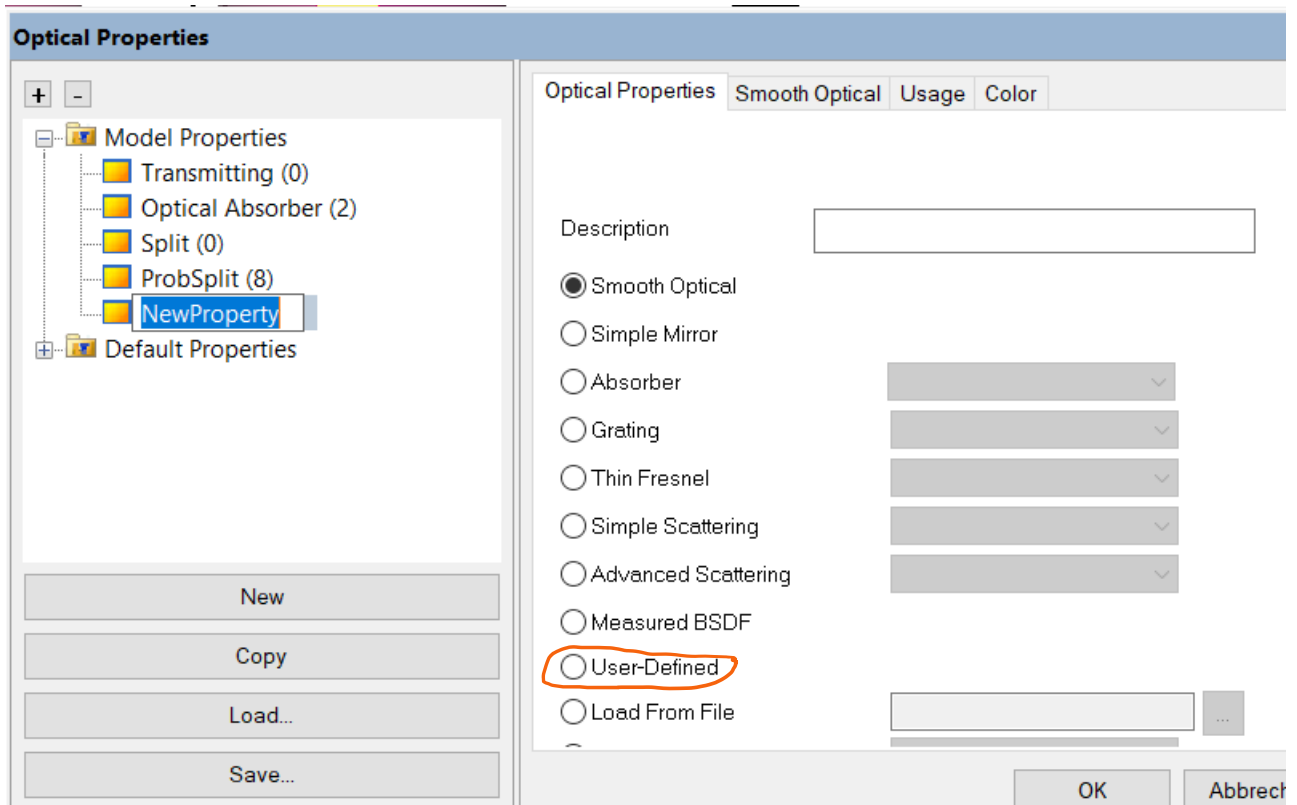 Optical Properties
+ -
Model Properties
Transmitting (0)
Optical Absorber (2)
Split (0)
ProbSplit (8)
NewProperty
Default Properties
New
Copy
Load...
Save...
Optical Properties Smooth Optical Usage Color
Description
Smooth Optical
Simple Mirror
Absorber
Grating
Thin Fresnel
Simple Scattering
Advanced Scattering
Measured BSDF
User-Defined
Load From File ...
OK Abbrech